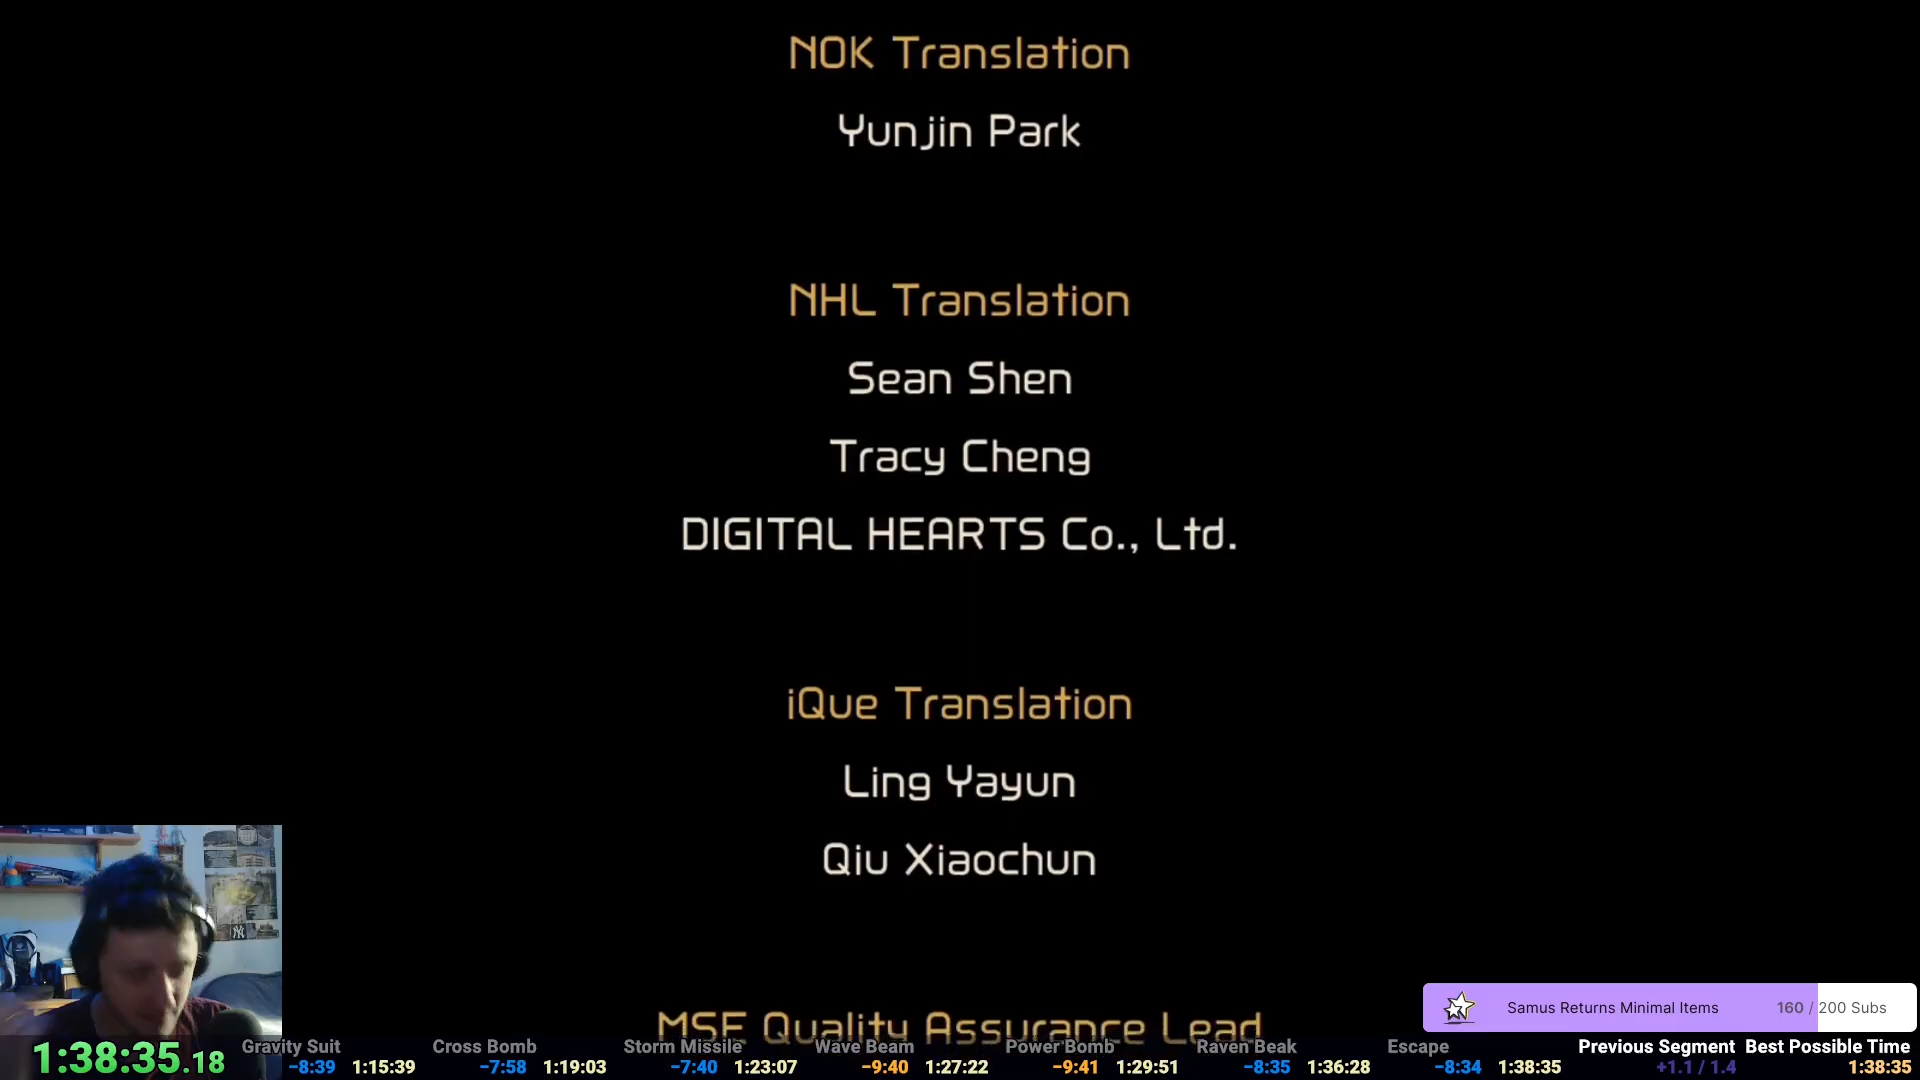 NOK Translation
Yunjin Park
NHL Translation
Sean Shen
Tracy Cheng
DIGITAL HEARTS Co., Ltd.
iQue Translation
Ling Yayun
Qiu Xiaochun
MSE Quality Assurance Lead
Samus Returns Minimal Items 160 / 200 Subs
1:38:35.18
Gravity Suit Cross Bomb Storm Missile Wave Beam Power Bomb Raven Beak Escape Previous Segment Best Possible Time
−8:39 1:15:39 −7:58 1:19:03 −7:40 1:23:07 −9:40 1:27:22 −9:41 1:29:51 −8:35 1:36:28 −8:34 1:38:35 +1.1 / 1.4 1:38:35